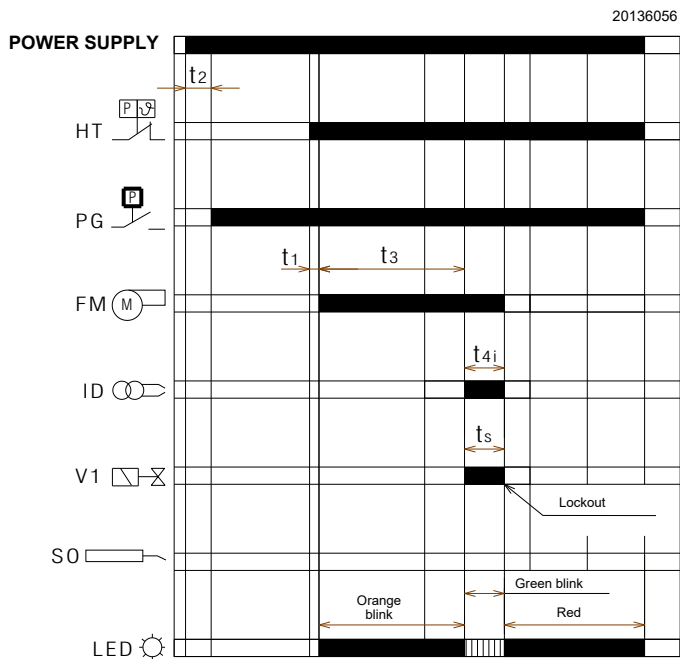 20136056
POWER SUPPLY
t2
P ϑ
HT
P
PG
t1
t3
FM M
t4i
ID
ts
V1
Lockout
SO
Green blink
Orange
blink
Red
LED